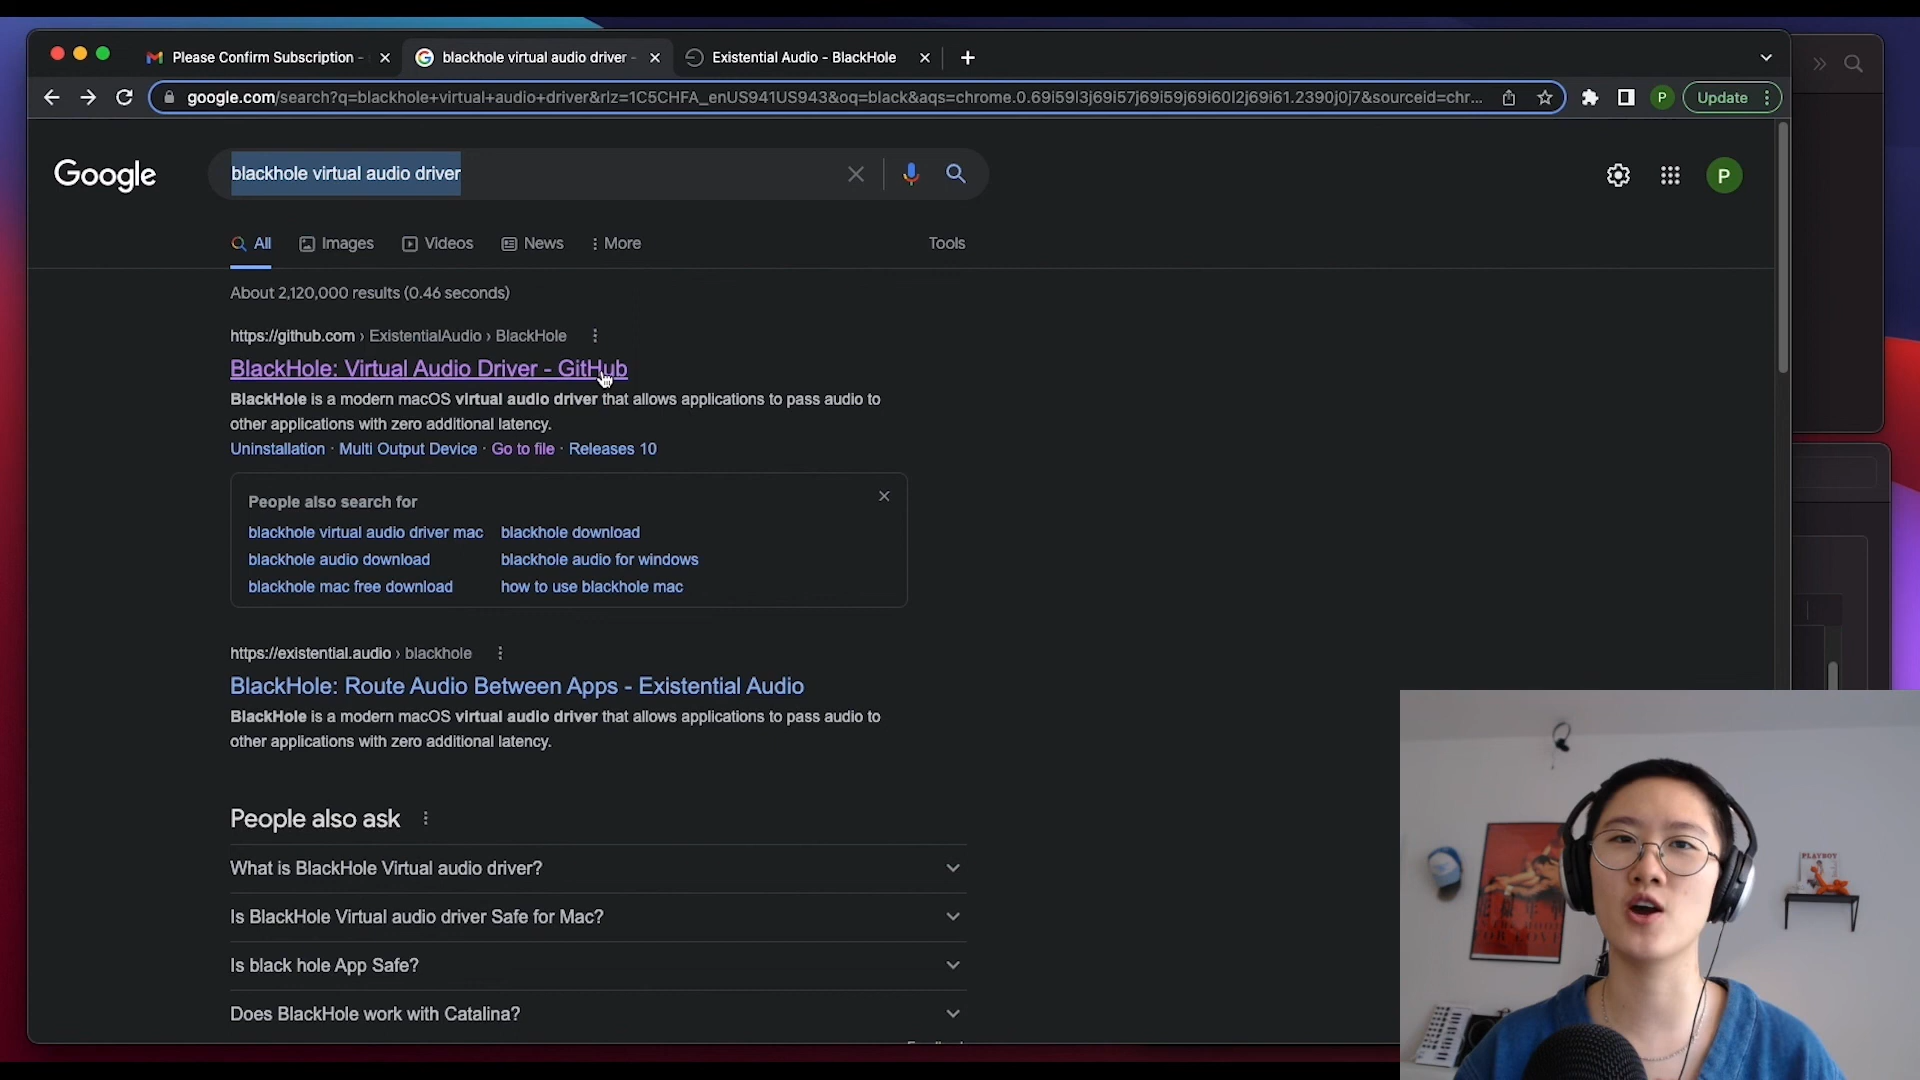 Please Confirm Subscription -
blackhole virtual audio driver -
Existential Audio - BlackHole
google.com/search?q=blackhole+virtual+audio+driver&rlz=1C5CHFA_enUS941US943&oq=black&aqs=chrome.0.69i59l3j69i57j69i59j69i60l2j69i61.2390j0j7&sourceid=chr...
P
Update
Google
blackhole virtual audio driver
P
All
Images
Videos
News
More
Tools
About 2,120,000 results (0.46 seconds)
https://github.com › ExistentialAudio › BlackHole
BlackHole: Virtual Audio Driver - GitHub
BlackHole is a modern macOS virtual audio driver that allows applications to pass audio to
other applications with zero additional latency.
Uninstallation · Multi Output Device · Go to file · Releases 10
People also search for
blackhole virtual audio driver mac
blackhole download
blackhole audio download
blackhole audio for windows
blackhole mac free download
how to use blackhole mac
https://existential.audio › blackhole
BlackHole: Route Audio Between Apps - Existential Audio
BlackHole is a modern macOS virtual audio driver that allows applications to pass audio to
other applications with zero additional latency.
People also ask
What is BlackHole Virtual audio driver?
Is BlackHole Virtual audio driver Safe for Mac?
Is black hole App Safe?
Does BlackHole work with Catalina?
PLAYBOY